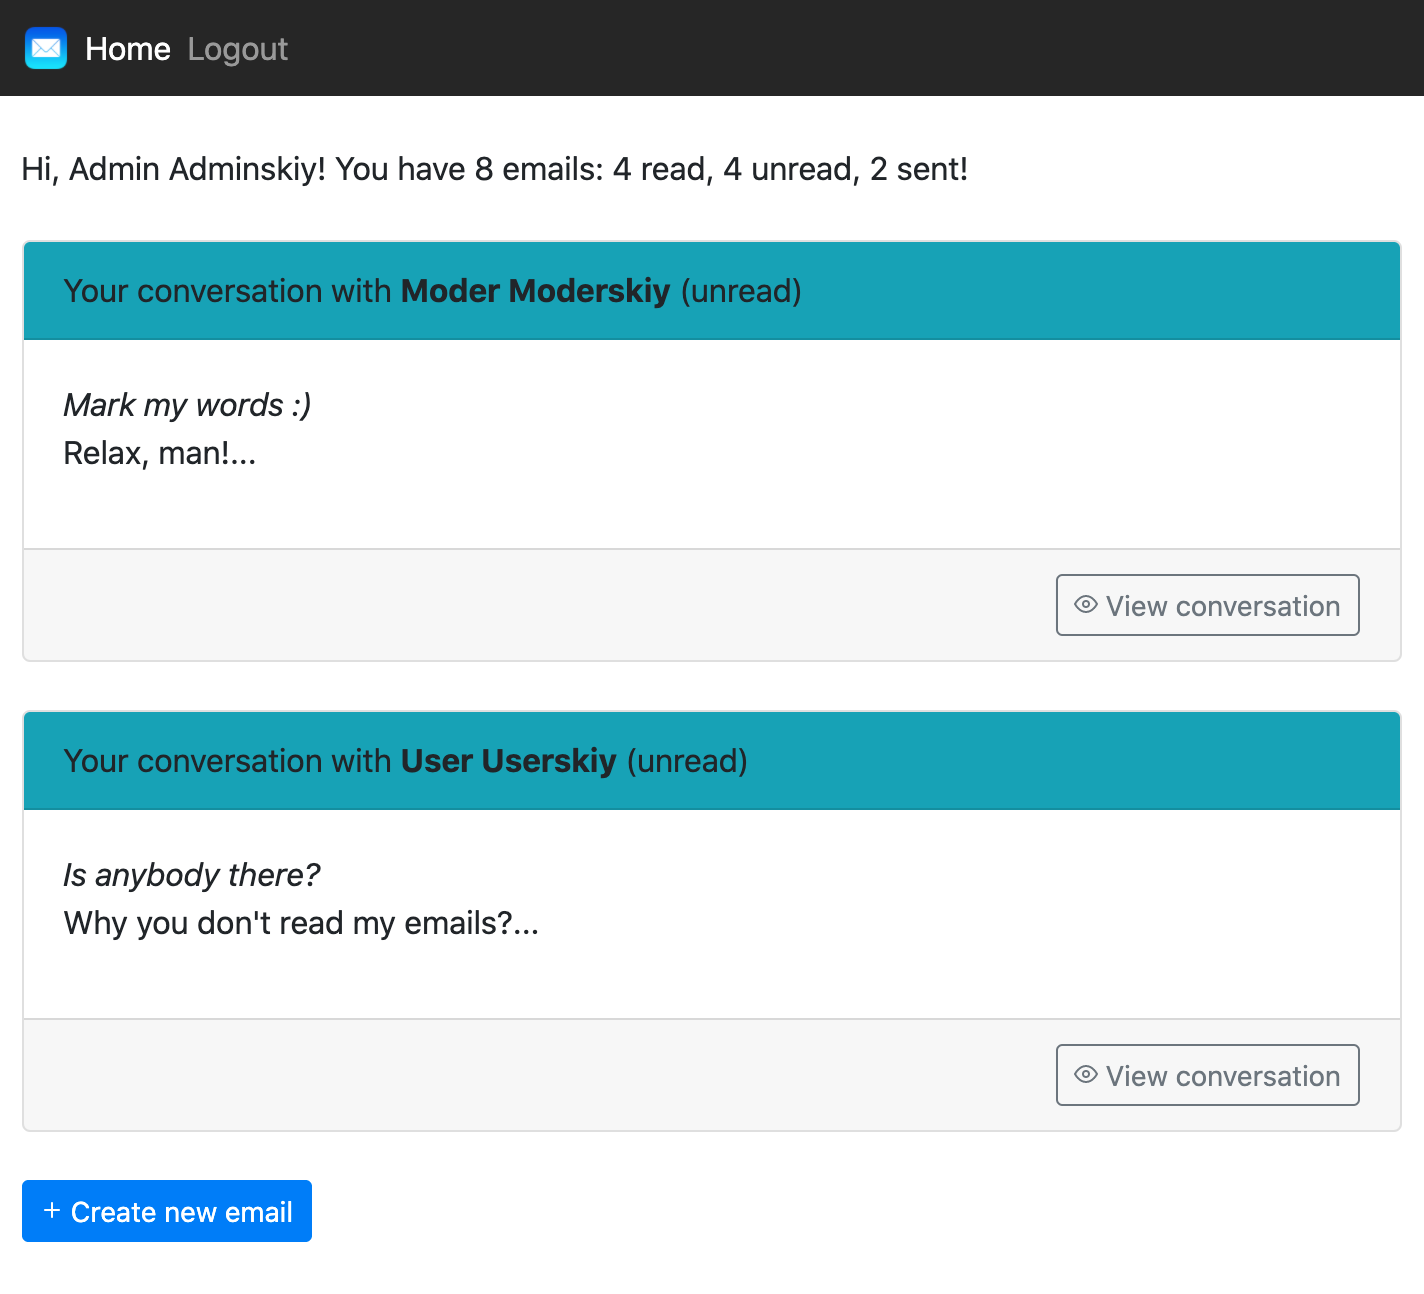 Home Logout
Hi, Admin Adminskiy! You have 8 emails: 4 read, 4 unread, 2 sent!
Your conversation with Moder Moderskiy (unread)
Mark my words :)
Relax, man!...
View conversation
Your conversation with User Userskiy (unread)
Is anybody there?
Why you don't read my emails?...
View conversation
+ Create new email